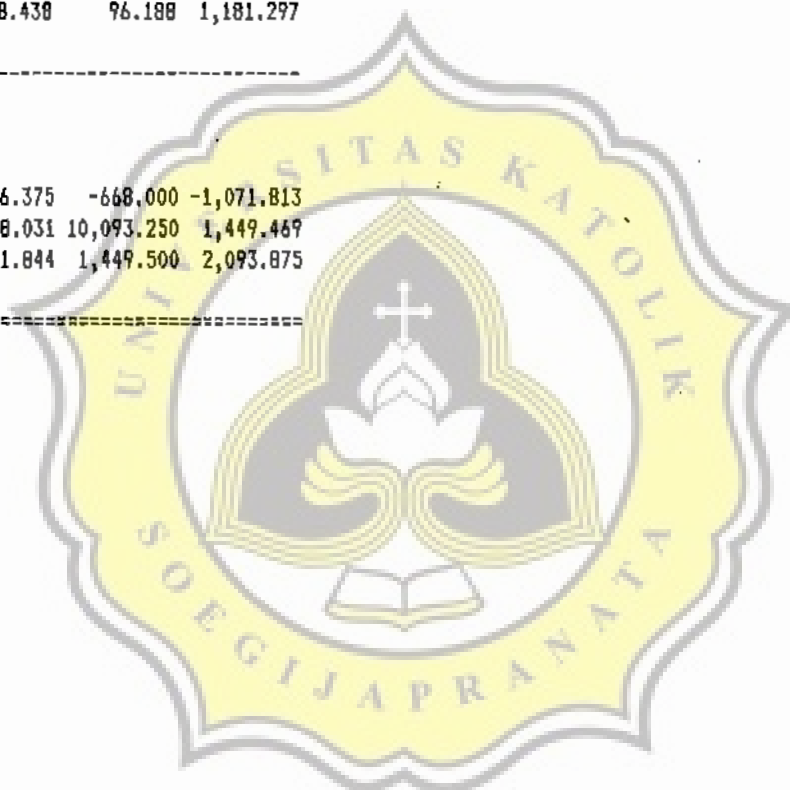 8.438 96.188 1,181.297
6.375 -668.000 -1,071.813
8.031 10,093.250 1,449.469
1.844 1,449.500 2,093.875
UNIVERSITAS KATOLIK
SOEGIJAPRANATA